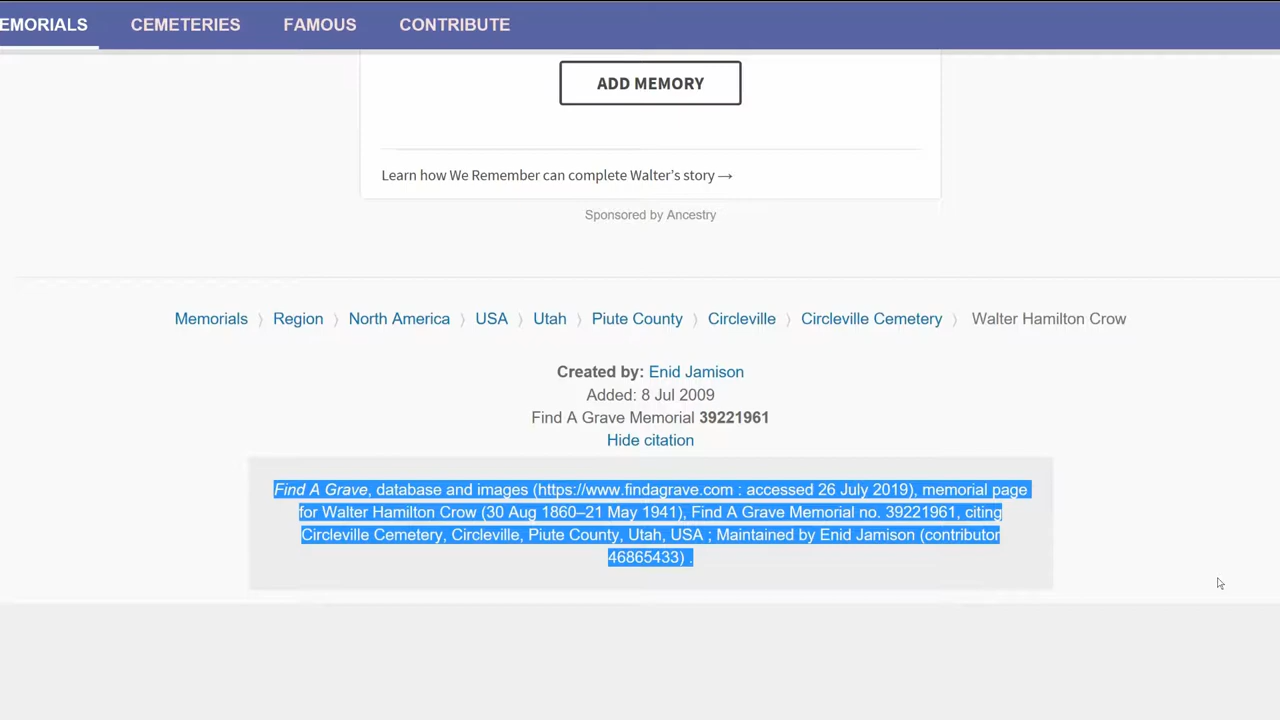 EMORIALS CEMETERIES FAMOUS CONTRIBUTE
ADD MEMORY
Learn how We Remember can complete Walter's story →
Sponsored by Ancestry
Memorials 〉 Region 〉 North America 〉 USA 〉 Utah 〉 Piute County 〉 Circleville 〉 Circleville Cemetery 〉 Walter Hamilton Crow
Created by: Enid Jamison
Added: 8 Jul 2009
Find A Grave Memorial 39221961
Hide citation
Find A Grave, database and images (https://www.findagrave.com : accessed 26 July 2019), memorial page
for Walter Hamilton Crow (30 Aug 1860–21 May 1941), Find A Grave Memorial no. 39221961, citing
Circleville Cemetery, Circleville, Piute County, Utah, USA ; Maintained by Enid Jamison (contributor
46865433) .